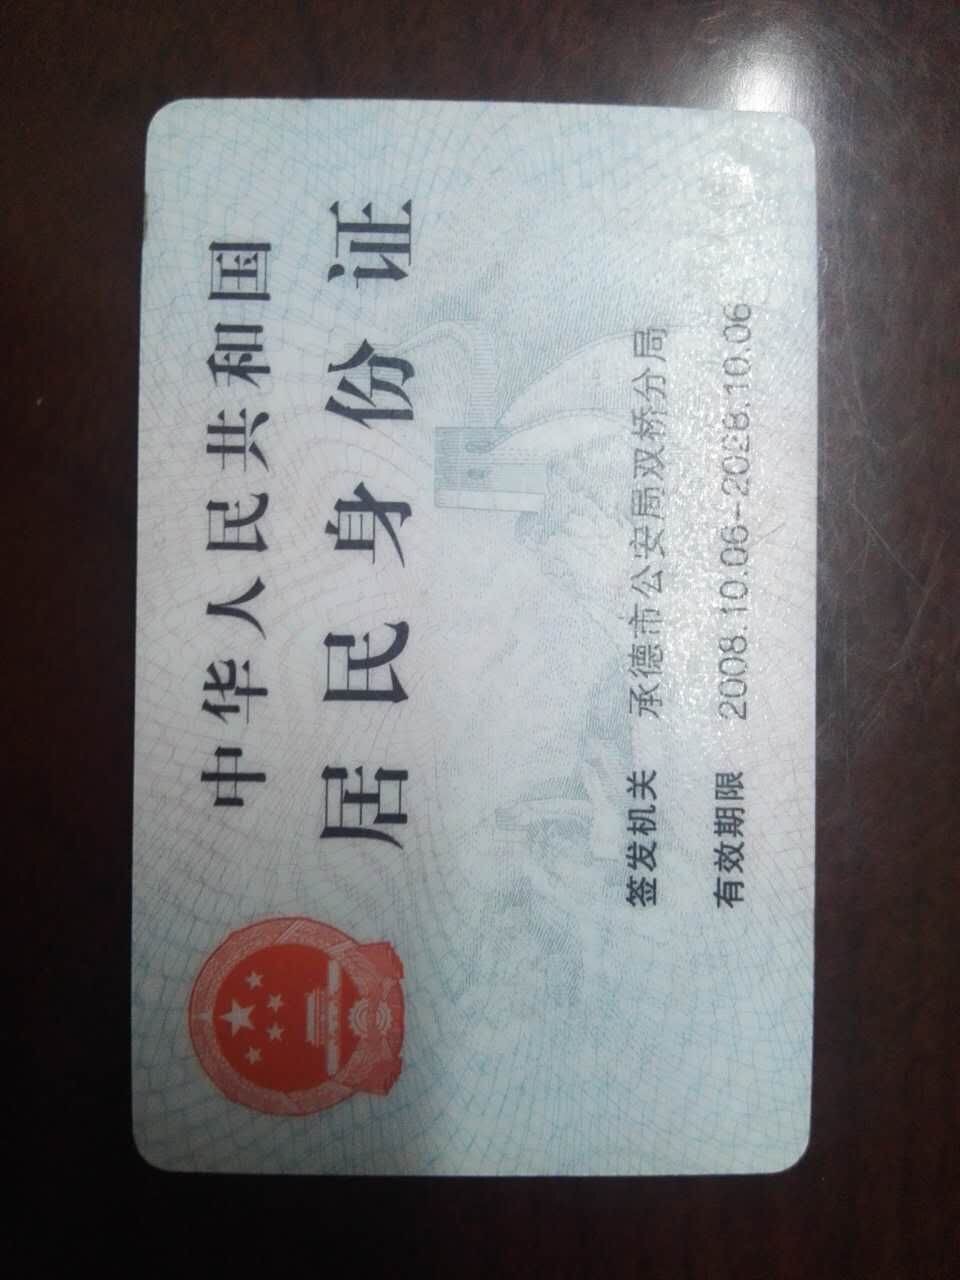 中华人民共和国
居民身份证
签发机关 承德市公安局双桥分局
有效期限 2008.10.06-2028.10.06